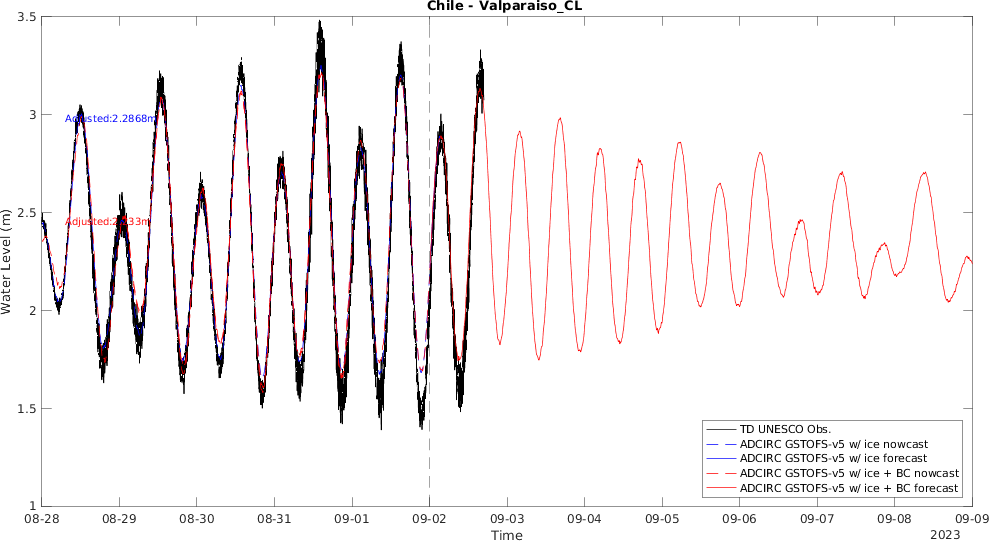 Chile - Valparaiso_CL
3.5
3
2.5
2
1.5
1
Water Level (m)
Adjusted:2.2868m
08-28
08-29
08-30
08-31
09-01
09-02
09-03
09-04
09-05
09-06
09-07
09-08
09-09
Time
2023
TD UNESCO Obs.
ADCIRC GSTOFS-v5 w/ ice nowcast
ADCIRC GSTOFS-v5 w/ ice forecast
ADCIRC GSTOFS-v5 w/ ice + BC nowcast
ADCIRC GSTOFS-v5 w/ ice + BC forecast